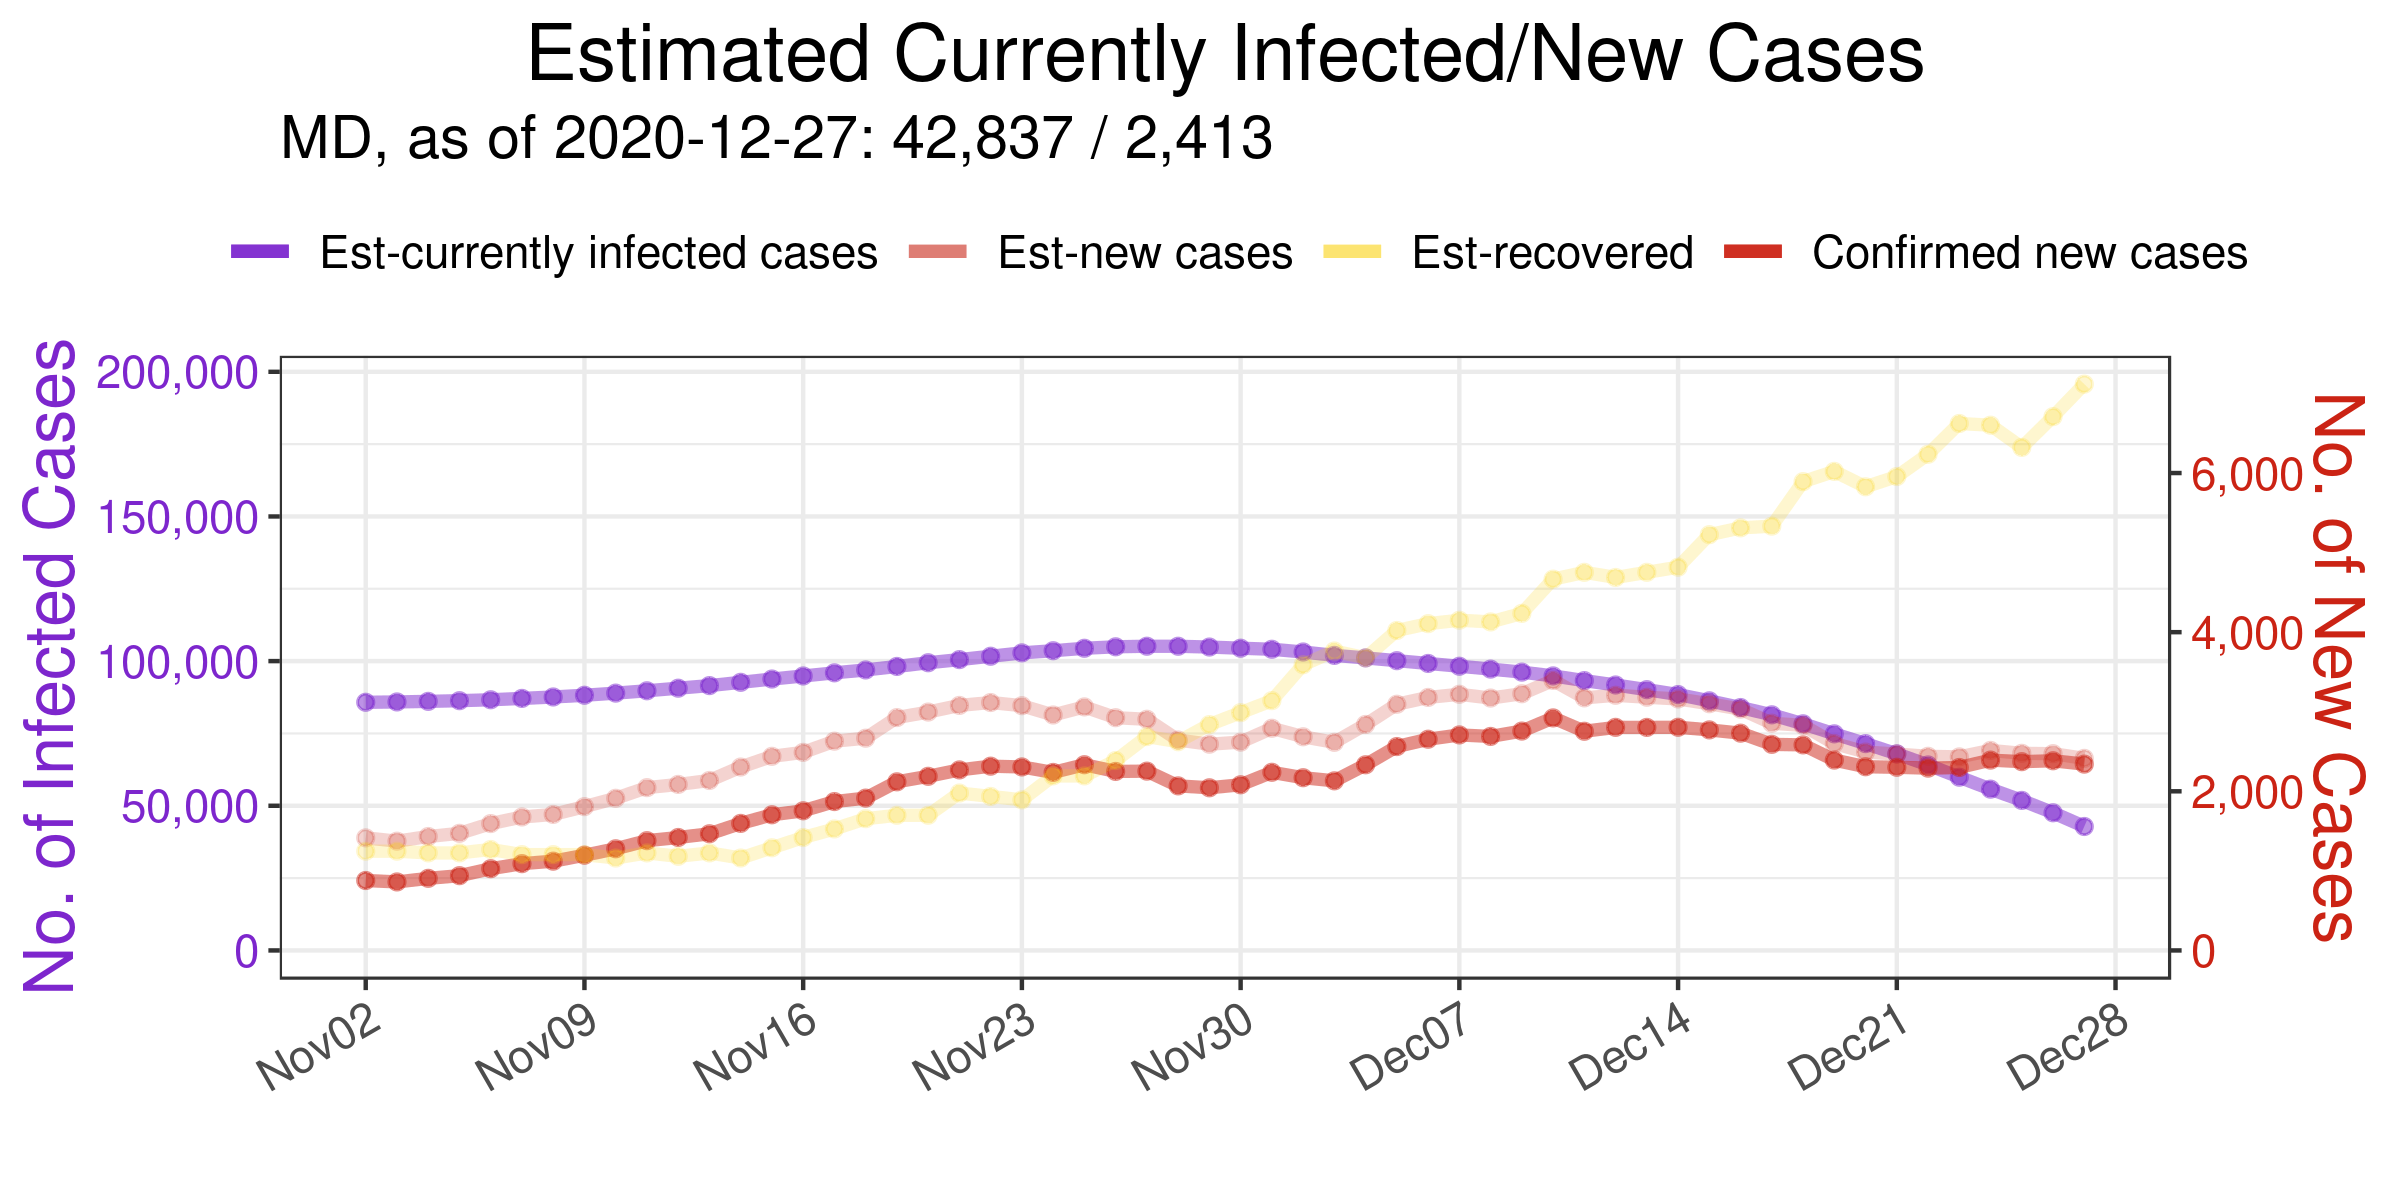 Estimated Currently Infected/New Cases
MD, as of 2020-12-27: 42,837 / 2,413
Est-currently infected cases Est-new cases Est-recovered Confirmed new cases
No. of Infected Cases
200,000
150,000
100,000
50,000
0
6,000
4,000
2,000
0
No. of New Cases
Nov02 Nov09 Nov16 Nov23 Nov30 Dec07 Dec14 Dec21 Dec28